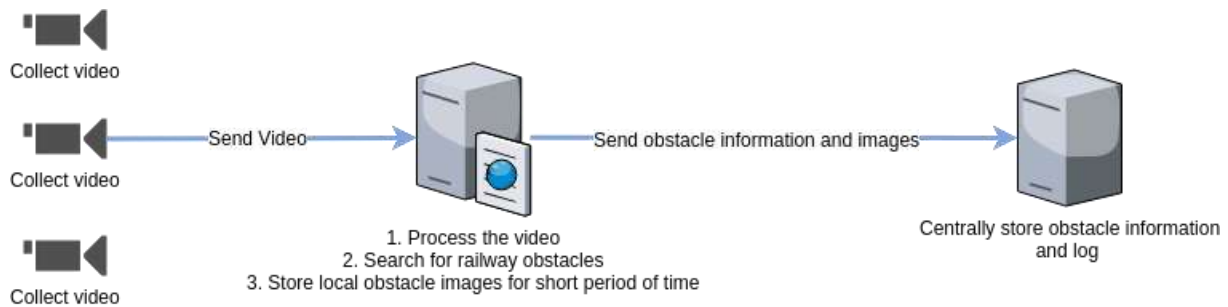 Collect video
Collect video
Collect video
Send Video
1. Process the video
2. Search for railway obstacles
3. Store local obstacle images for short period of time
Send obstacle information and images
Centrally store obstacle information
and log